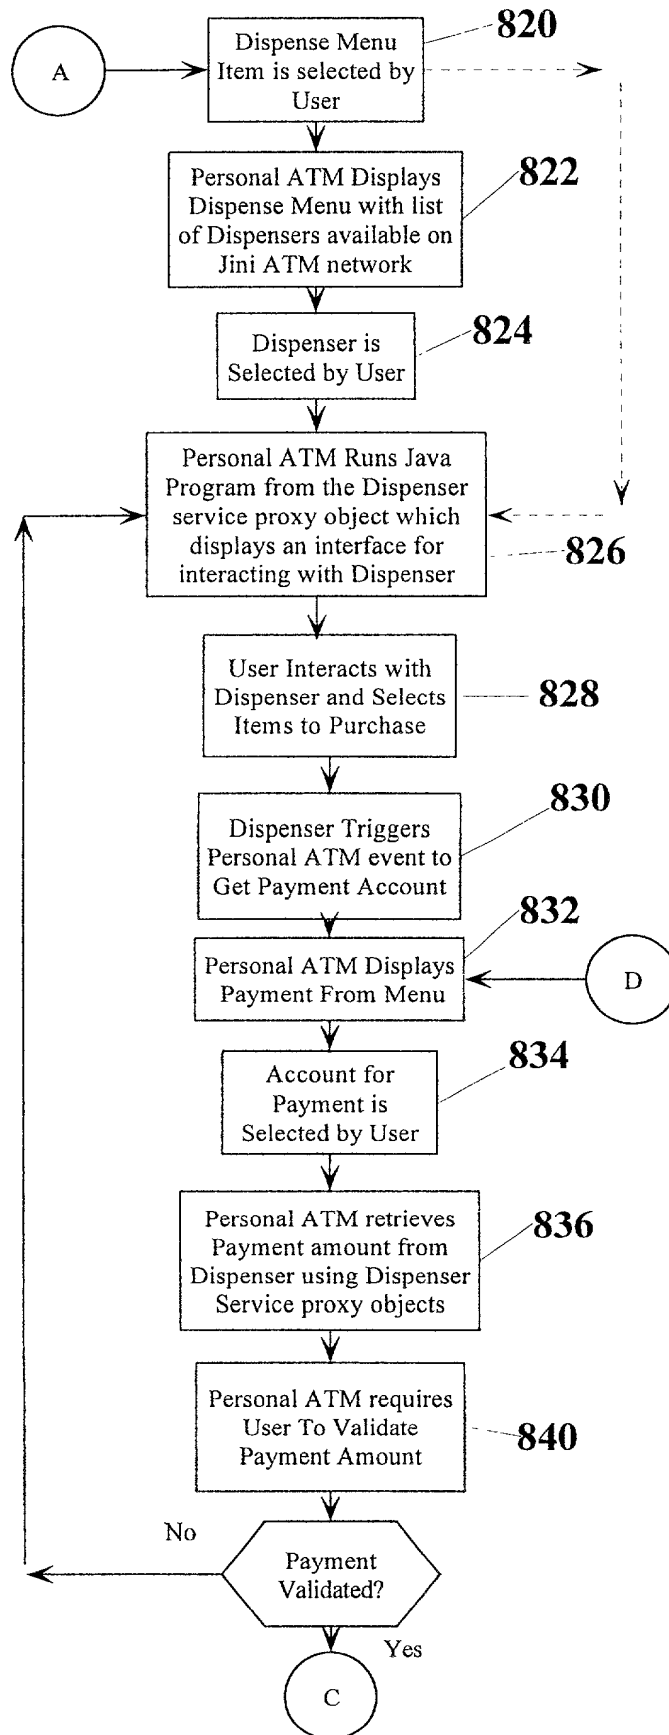 820
A
Dispense Menu
Item is selected by
User
822
Personal ATM Displays
Dispense Menu with list
of Dispensers available on
Jini ATM network
824
Dispenser is
Selected by User
Personal ATM Runs Java
Program from the Dispenser
service proxy object which
displays an interface for
interacting with Dispenser
826
User Interacts with
Dispenser and Selects
Items to Purchase
828
830
Dispenser Triggers
Personal ATM event to
Get Payment Account
832
Personal ATM Displays
Payment From Menu
D
834
Account for
Payment is
Selected by User
Personal ATM retrieves
Payment amount from
Dispenser using Dispenser
Service proxy objects
836
Personal ATM requires
User To Validate
Payment Amount
840
No
Payment
Validated?
Yes
C